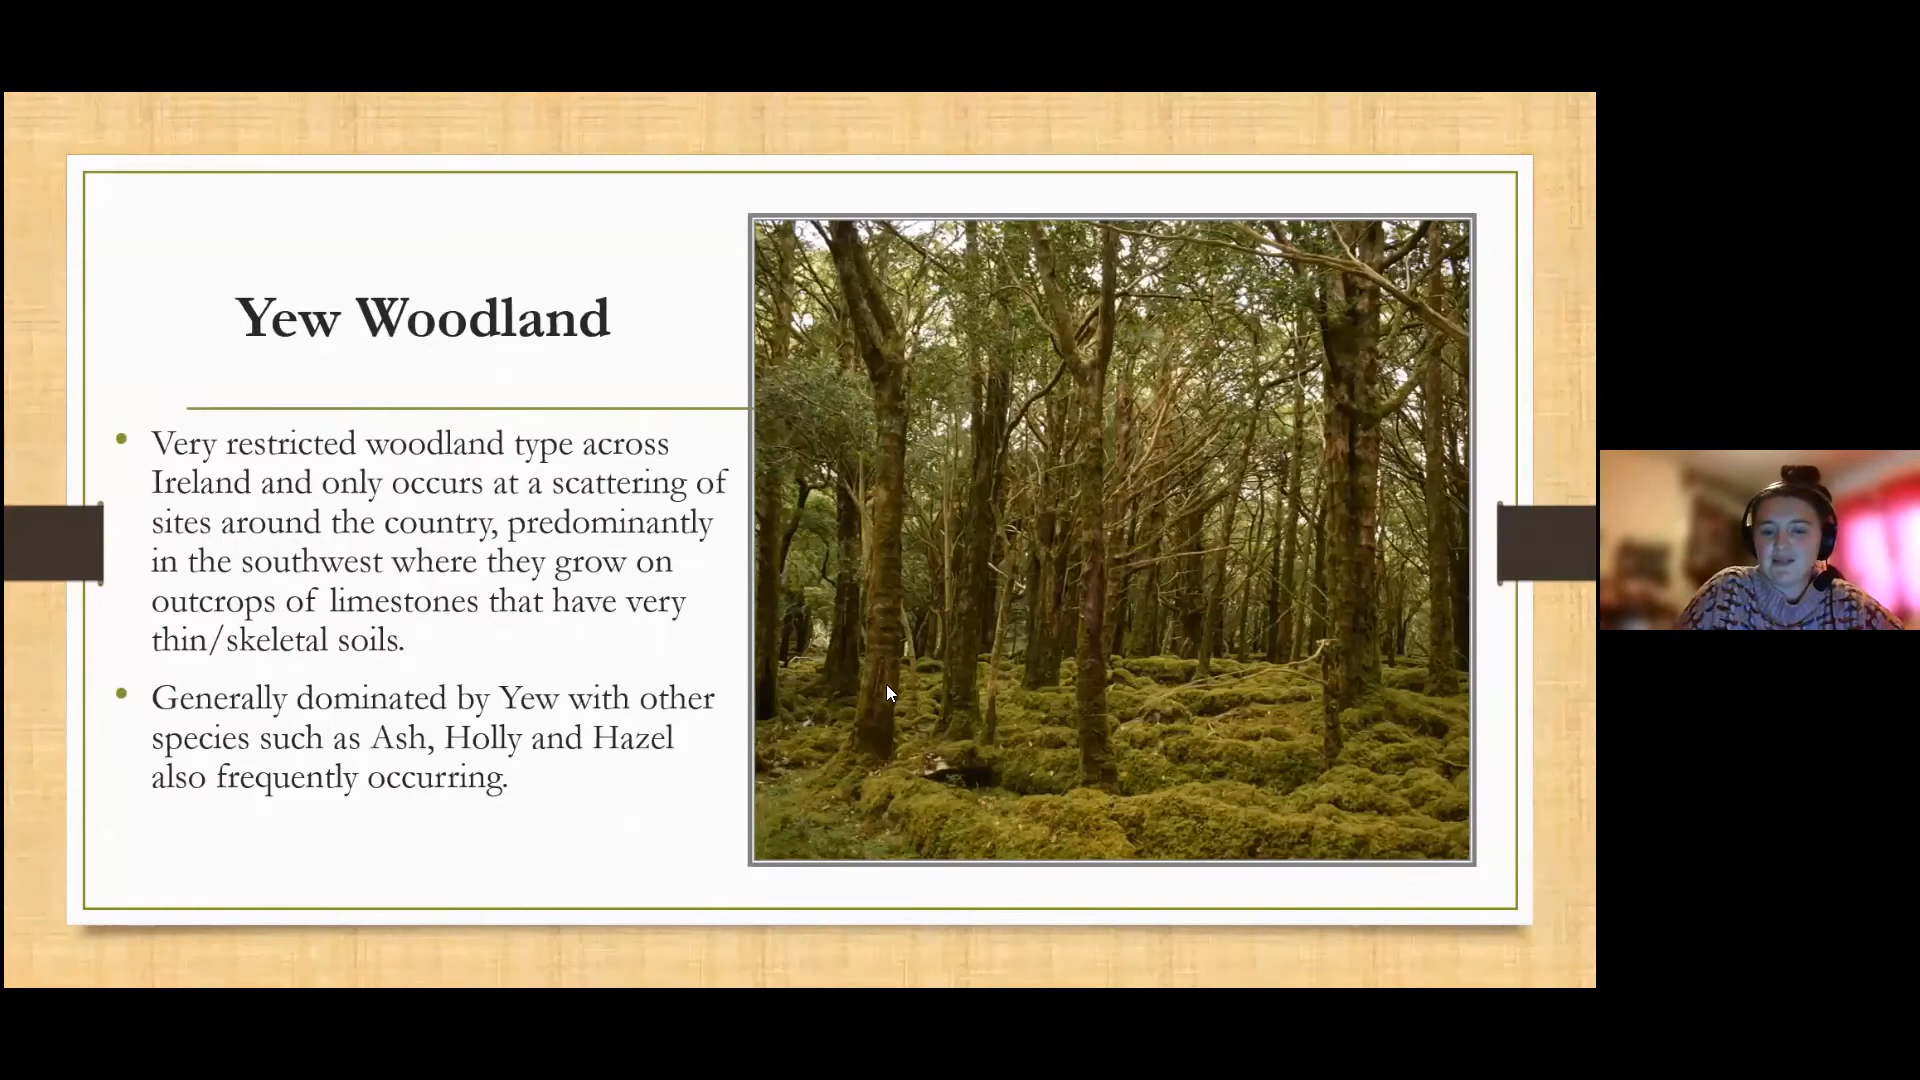 Yew Woodland
Very restricted woodland type across
Ireland and only occurs at a scattering of
sites around the country, predominantly
in the southwest where they grow on
outcrops of limestones that have very
thin/skeletal soils.
Generally dominated by Yew with other
species such as Ash, Holly and Hazel
also frequently occurring.